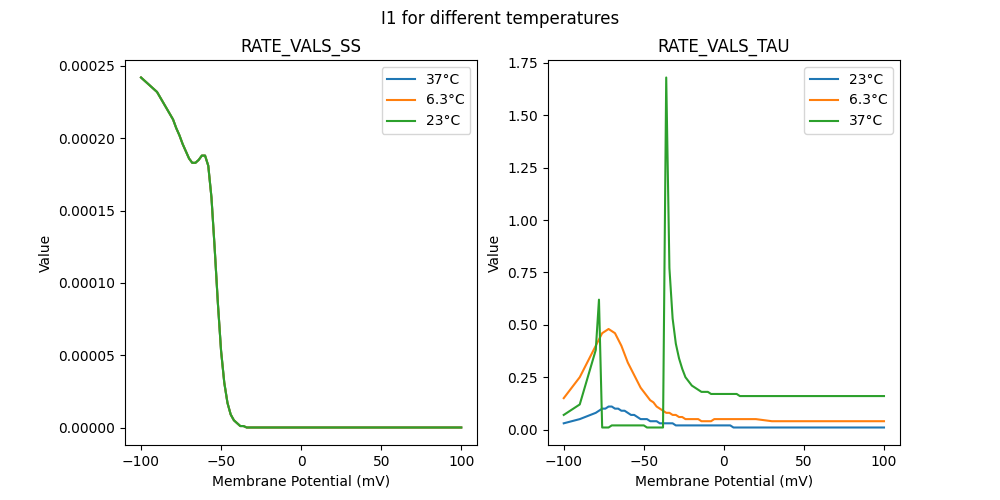 I1 for different temperatures
RATE_VALS_SS
0.00025
0.00020
0.00015
0.00010
0.00005
0.00000
Value
−100
−50
0
50
100
Membrane Potential (mV)
37°C
6.3°C
23°C
RATE_VALS_TAU
1.75
1.50
1.25
1.00
0.75
0.50
0.25
0.00
Value
−100
−50
0
50
100
Membrane Potential (mV)
23°C
6.3°C
37°C